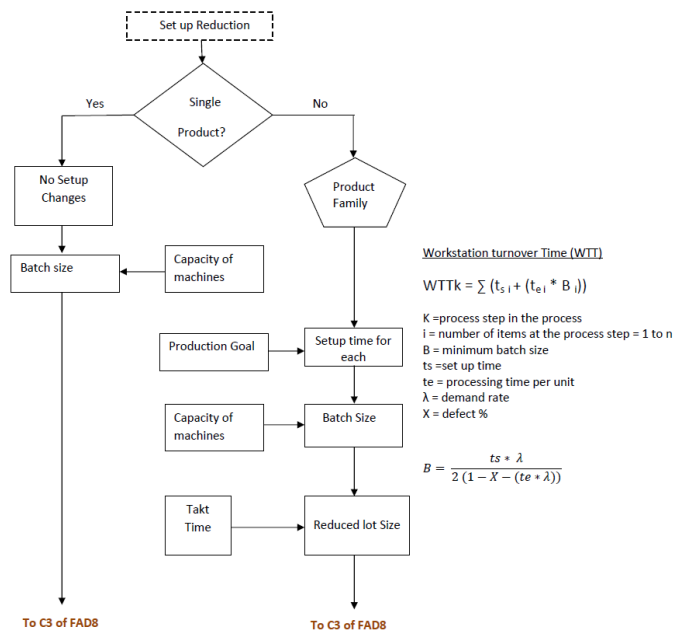 Set up Reduction
Yes
Single
Product?
No
No Setup
Changes
Product
Family
Batch size
Capacity of
machines
Workstation turnover Time (WTT)
WTTk = ∑ (ts i + (te i * B i))
K =process step in the process
i = number of items at the process step = 1 to n
B = minimum batch size
ts =set up time
te = processing time per unit
λ = demand rate
X = defect %
Production Goal
Setup time for
each
Capacity of
machines
Batch Size
B = ts * λ / 2 (1 − X − (te * λ))
Takt
Time
Reduced lot Size
To C3 of FAD8
To C3 of FAD8